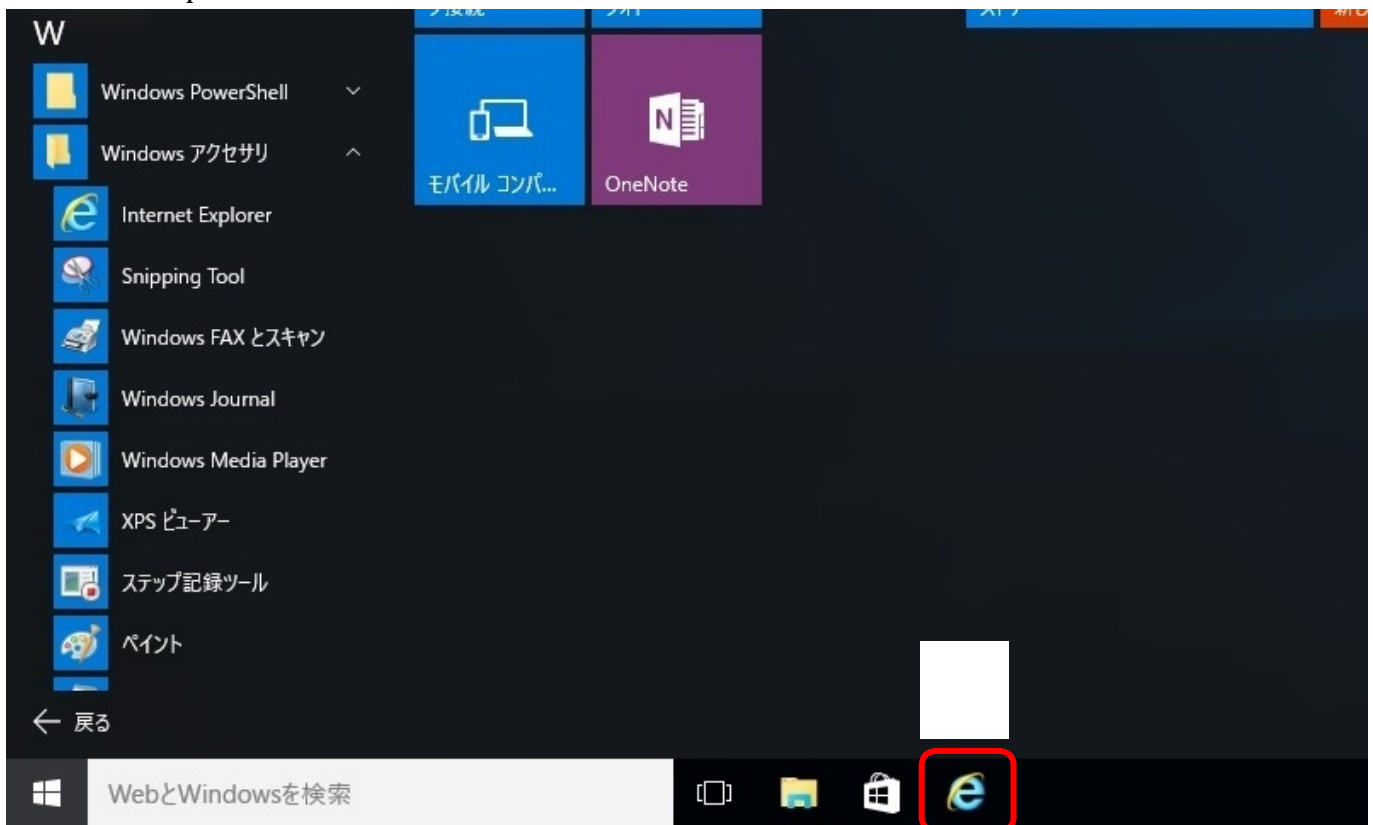 W
Windows PowerShell
Windows アクセサリ
Internet Explorer
Snipping Tool
Windows FAX とスキャン
Windows Journal
Windows Media Player
XPS ビューアー
ステップ記録ツール
ペイント
戻る
モバイル コンパ...
OneNote
WebとWindowsを検索